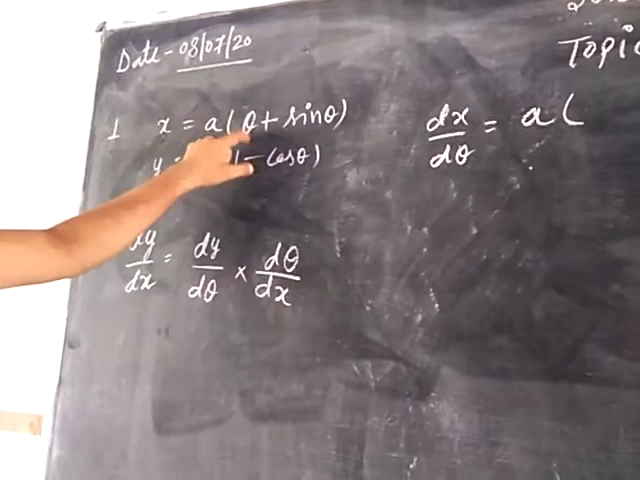 Date - 08/07/20
Topic
1 x = a(θ + sinθ)
y = 1 - Cosθ)
dx/dθ = a(
dy/dx = dy/dθ × dθ/dx